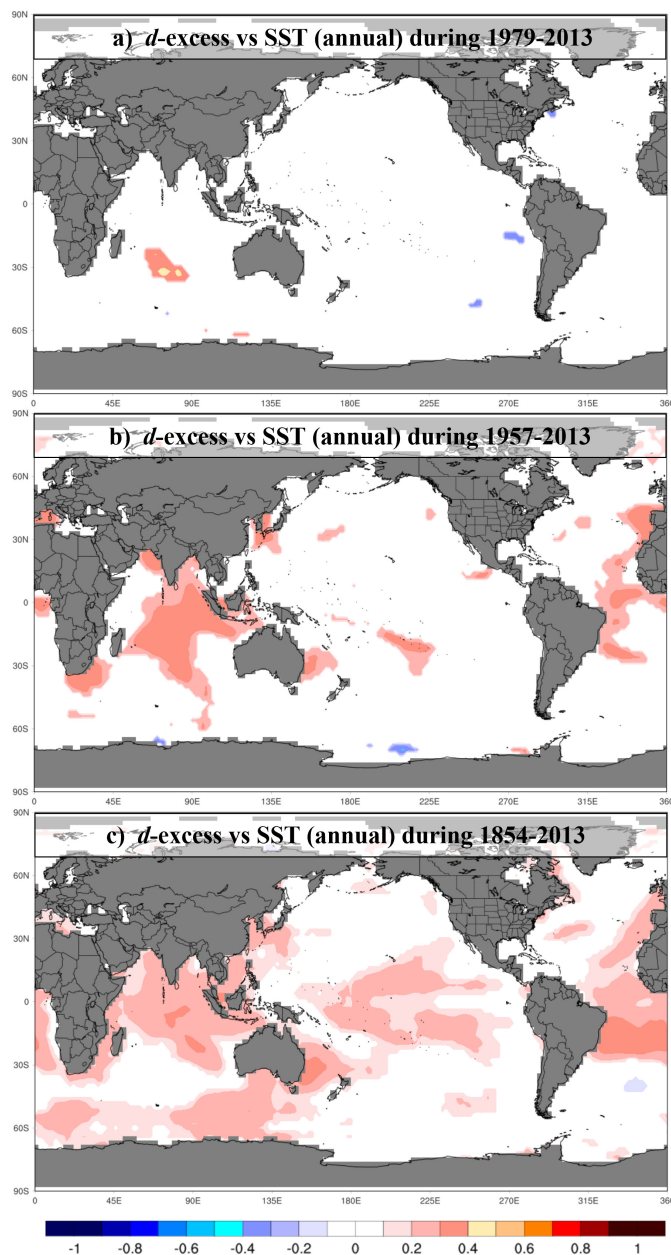 a) d-excess vs SST (annual) during 1979-2013
90N
60N
30N
0
30S
60S
90S
0 45E 90E 135E 180E 225E 270E 315E 360E
b) d-excess vs SST (annual) during 1957-2013
90N
60N
30N
0
30S
60S
90S
0 45E 90E 135E 180E 225E 270E 315E 360E
c) d-excess vs SST (annual) during 1854-2013
90N
60N
30N
0
30S
60S
90S
0 45E 90E 135E 180E 225E 270E 315E 360E
-1 -0.8 -0.6 -0.4 -0.2 0 0.2 0.4 0.6 0.8 1